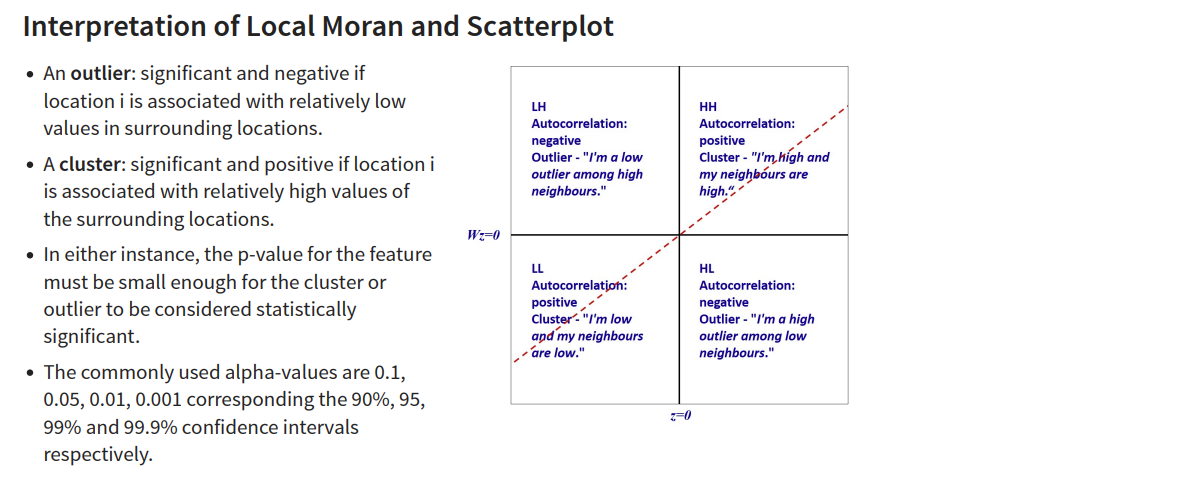 Interpretation of Local Moran and Scatterplot
• An outlier: significant and negative if
location i is associated with relatively low
values in surrounding locations.
• A cluster: significant and positive if location i
is associated with relatively high values of
the surrounding locations.
• In either instance, the p-value for the feature
must be small enough for the cluster or
outlier to be considered statistically
significant.
• The commonly used alpha-values are 0.1,
0.05, 0.01, 0.001 corresponding the 90%, 95,
99% and 99.9% confidence intervals
respectively.
LH
Autocorrelation:
negative
Outlier - "I'm a low
outlier among high
neighbours."
HH
Autocorrelation:
positive
Cluster - "I'm high and
my neighbours are
high.“
Wz=0
LL
Autocorrelation:
positive
Cluster - "I'm low
and my neighbours
are low."
HL
Autocorrelation:
negative
Outlier - "I'm a high
outlier among low
neighbours."
z=0